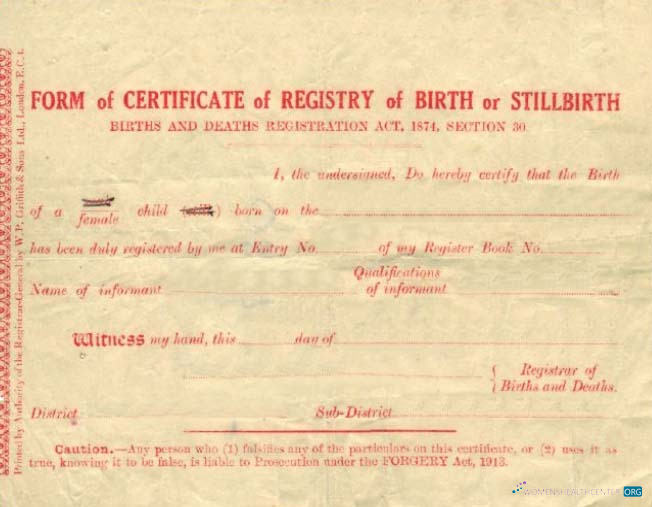 FORM of CERTIFICATE of REGISTRY of BIRTH or STILLBIRTH
BIRTHS AND DEATHS REGISTRATION ACT, 1874, SECTION 30.
I, the undersigned, Do hereby certify that the Birth
of a female child (still) born on the
has been duly registered by me at Entry No. of my Register Book No.
Name of informant Qualifications of informant
Witness my hand, this day of
Registrar of
Births and Deaths.
District Sub-District
Caution.—Any person who (1) falsifies any of the particulars on this certificate, or (2) uses it as
true, knowing it to be false, is liable to Prosecution under the FORGERY Act, 1913.
Printed by Authority of the Registrar-General by W. P. Griffith & Sons Ltd., London, E.C.4.
WOMENSHEALTHCENTER.ORG